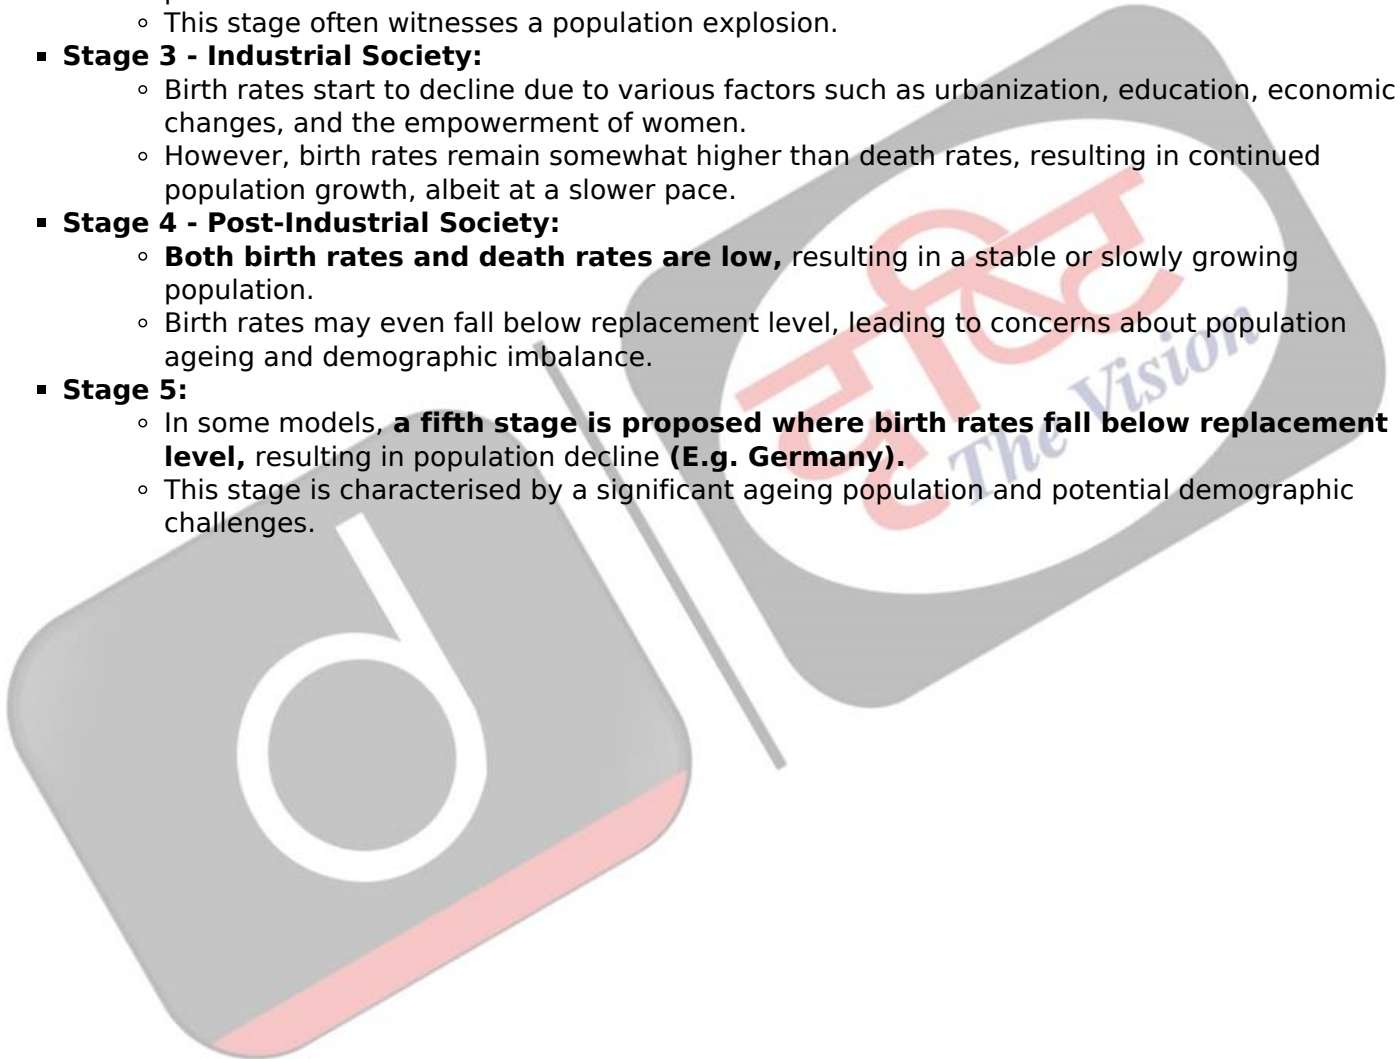 This stage often witnesses a population explosion.
▪ Stage 3 - Industrial Society:
◦ Birth rates start to decline due to various factors such as urbanization, education, economic
changes, and the empowerment of women.
◦ However, birth rates remain somewhat higher than death rates, resulting in continued
population growth, albeit at a slower pace.
▪ Stage 4 - Post-Industrial Society:
◦ Both birth rates and death rates are low, resulting in a stable or slowly growing
population.
◦ Birth rates may even fall below replacement level, leading to concerns about population
ageing and demographic imbalance.
▪ Stage 5:
◦ In some models, a fifth stage is proposed where birth rates fall below replacement
level, resulting in population decline (E.g. Germany).
◦ This stage is characterised by a significant ageing population and potential demographic
challenges.
d
दृष्टि
The Vision